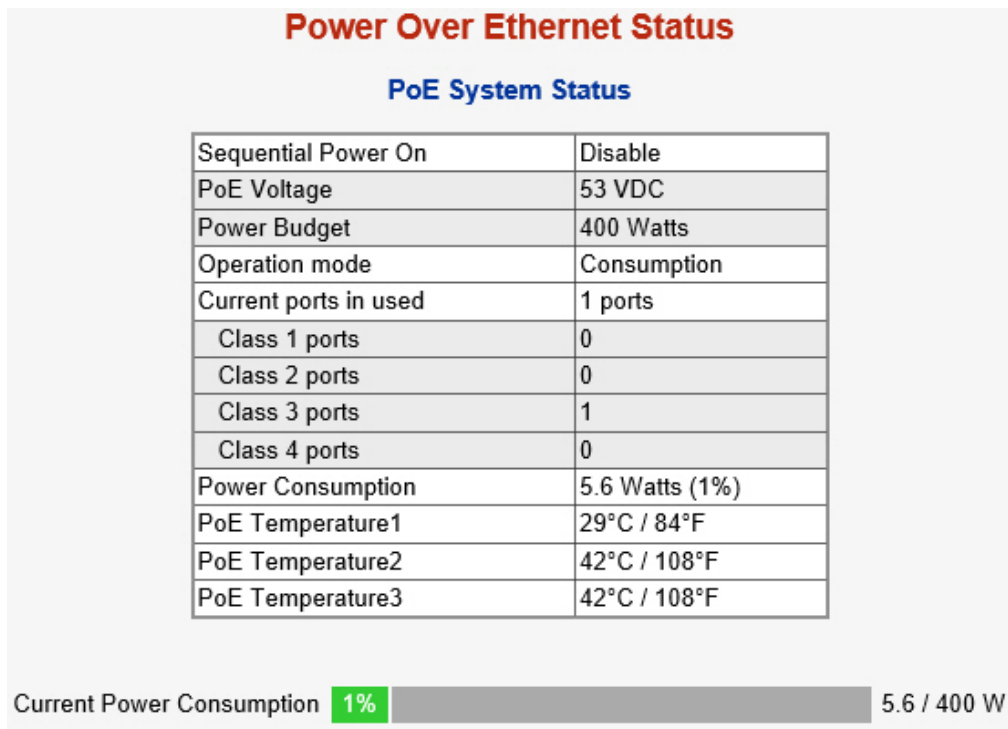 Power Over Ethernet Status
PoE System Status
Sequential Power On Disable
PoE Voltage 53 VDC
Power Budget 400 Watts
Operation mode Consumption
Current ports in used 1 ports
Class 1 ports 0
Class 2 ports 0
Class 3 ports 1
Class 4 ports 0
Power Consumption 5.6 Watts (1%)
PoE Temperature1 29°C / 84°F
PoE Temperature2 42°C / 108°F
PoE Temperature3 42°C / 108°F
Current Power Consumption 1% 5.6 / 400 W